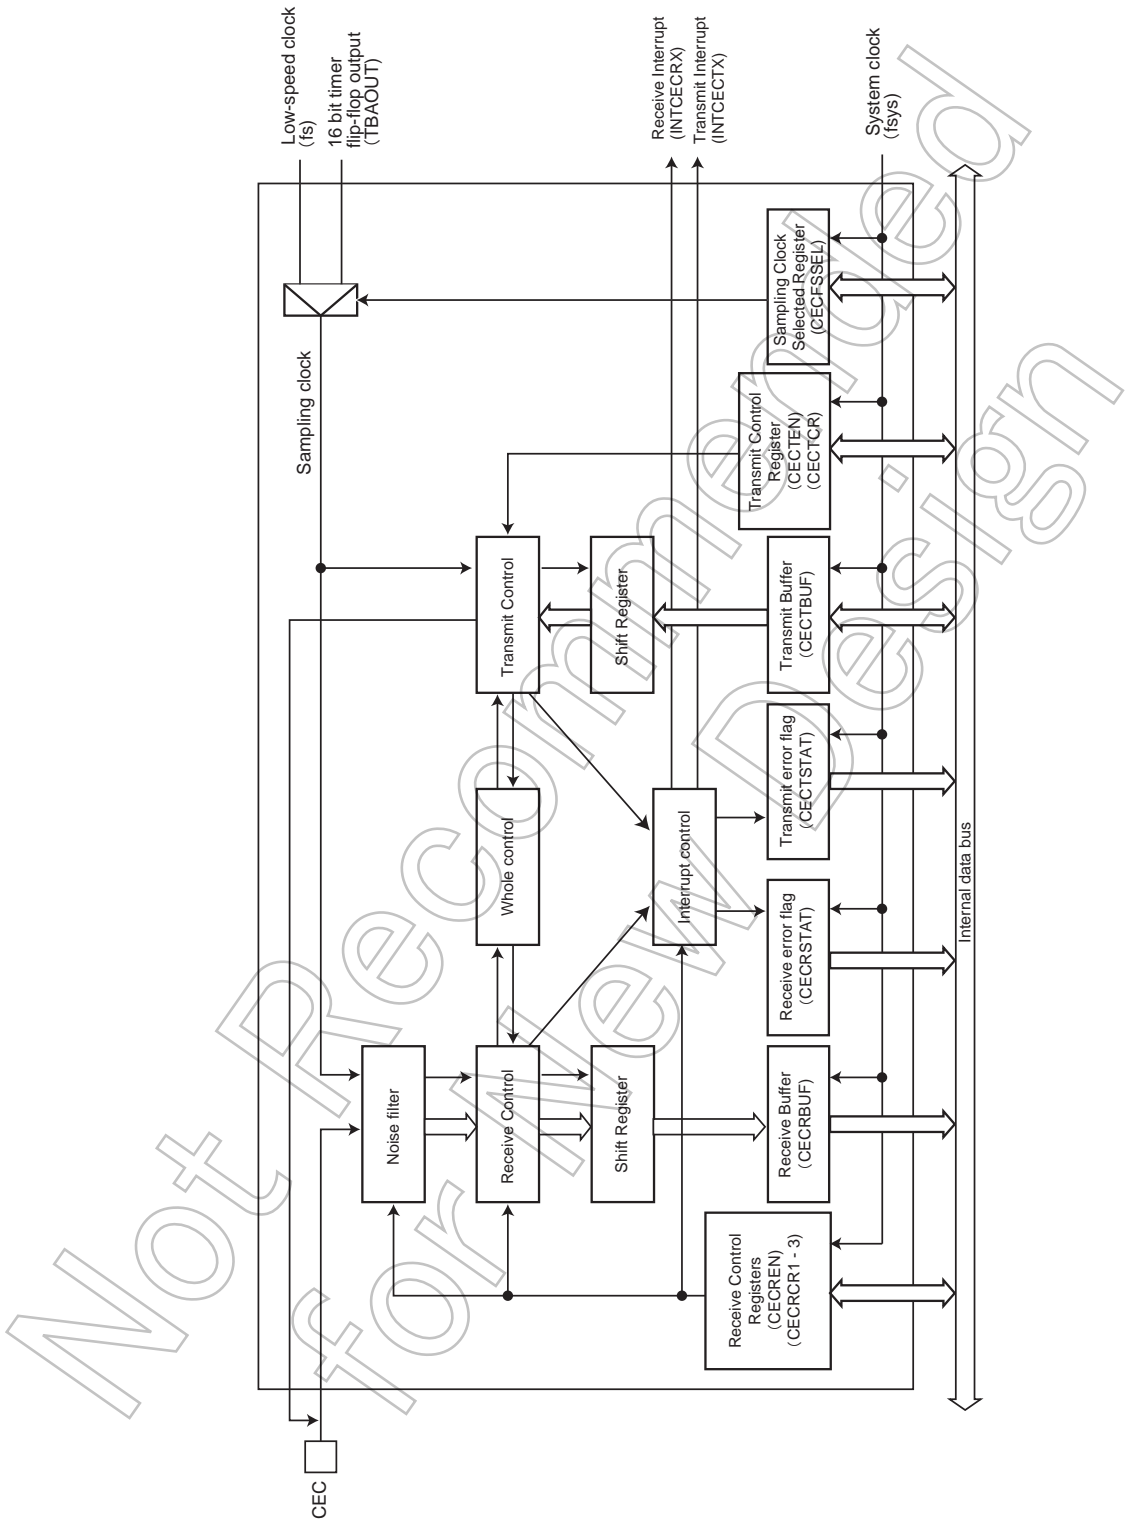 Low-speed clock
(fs)
16 bit timer
flip-flop output
(TBAOUT)
Receive Interrupt
(INTCECRX)
Transmit Interrupt
(INTCECTX)
System clock
(fsys)
Sampling clock
Sampling Clock
Selected Register
(CECFSSEL)
Transmit Control
Register
(CECTEN)
(CECTCR)
Transmit Control
Shift Register
Transmit Buffer
(CECTBUF)
Whole control
Interrupt control
Transmit error flag
(CECTSTAT)
Receive error flag
(CECRSTAT)
Internal data bus
Noise filter
Receive Control
Shift Register
Receive Buffer
(CECRBUF)
Receive Control
Registers
(CECREN)
(CECRCR1 - 3)
CEC
Not Recommended
for New Design